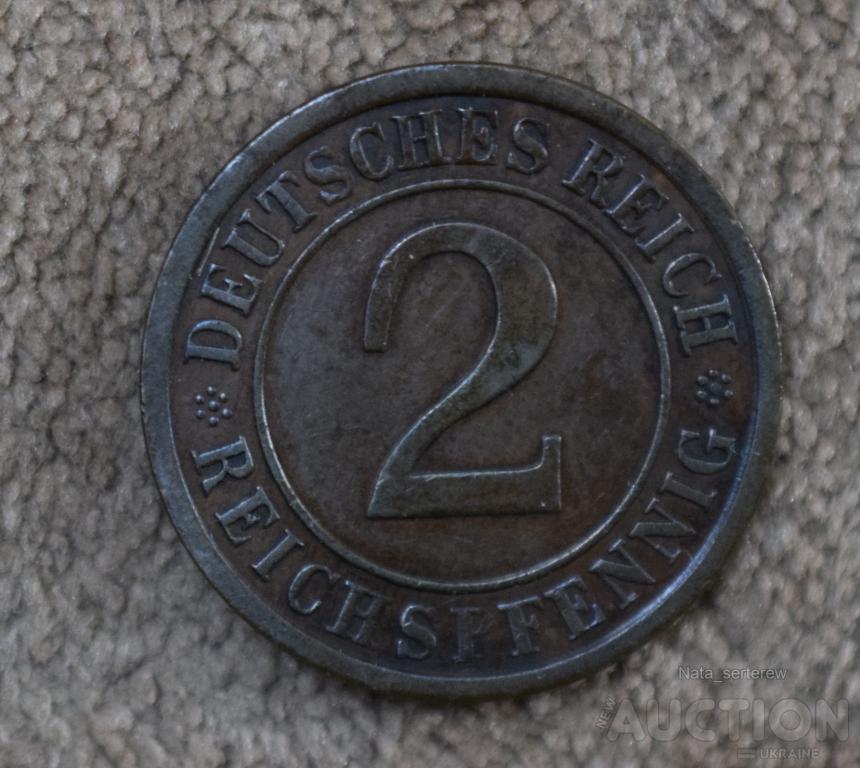 DEUTSCHES REICH
2
REICHSPFENNIG
Nata_serterew
NEW
AUCTION
UKRAINE